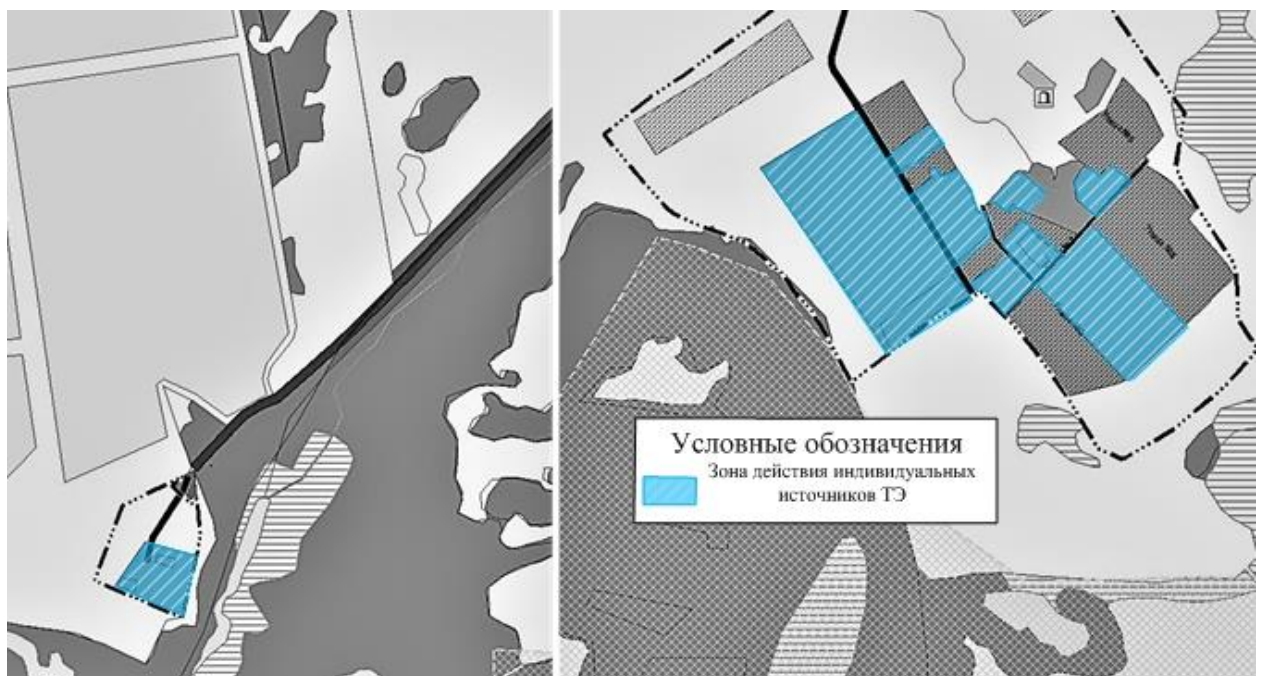 Условные обозначения
Зона действия индивидуальных
источников ТЭ